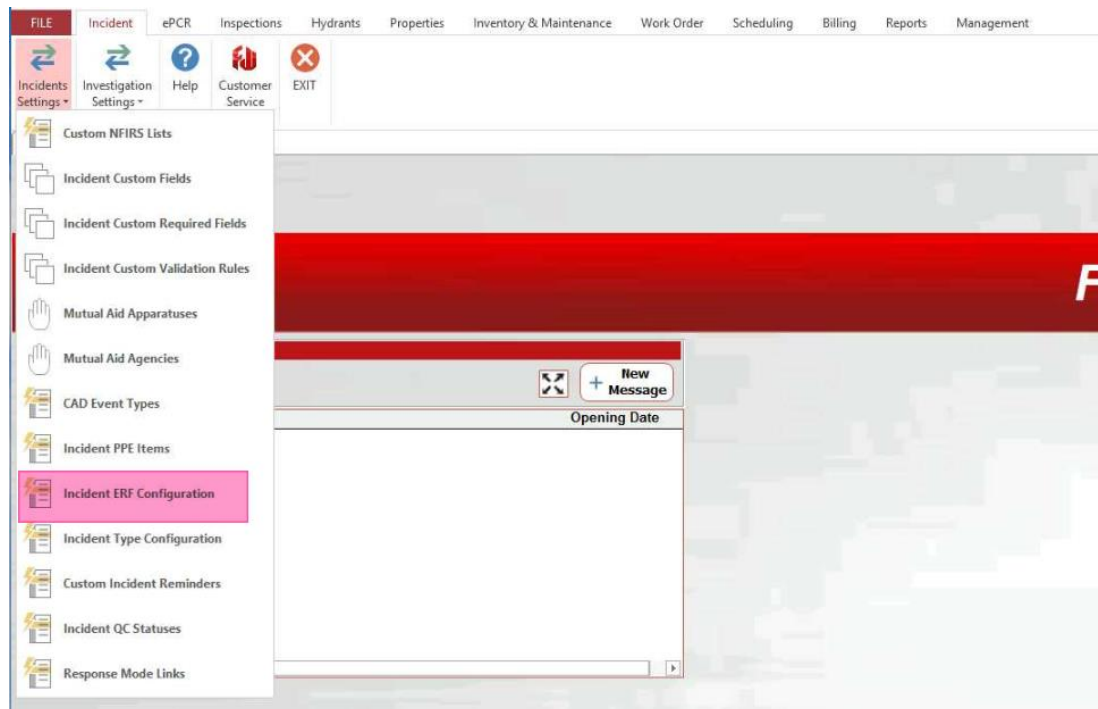 FILE Incident ePCR Inspections Hydrants Properties Inventory & Maintenance Work Order Scheduling Billing Reports Management
Incidents Investigation Help Customer EXIT
Settings Settings Service
Custom NFIRS Lists
Incident Custom Fields
Incident Custom Required Fields
Incident Custom Validation Rules
Mutual Aid Apparatuses
Mutual Aid Agencies
New
Message
CAD Event Types
Opening Date
Incident PPE Items
Incident ERF Configuration
Incident Type Configuration
Custom Incident Reminders
Incident QC Statuses
Response Mode Links